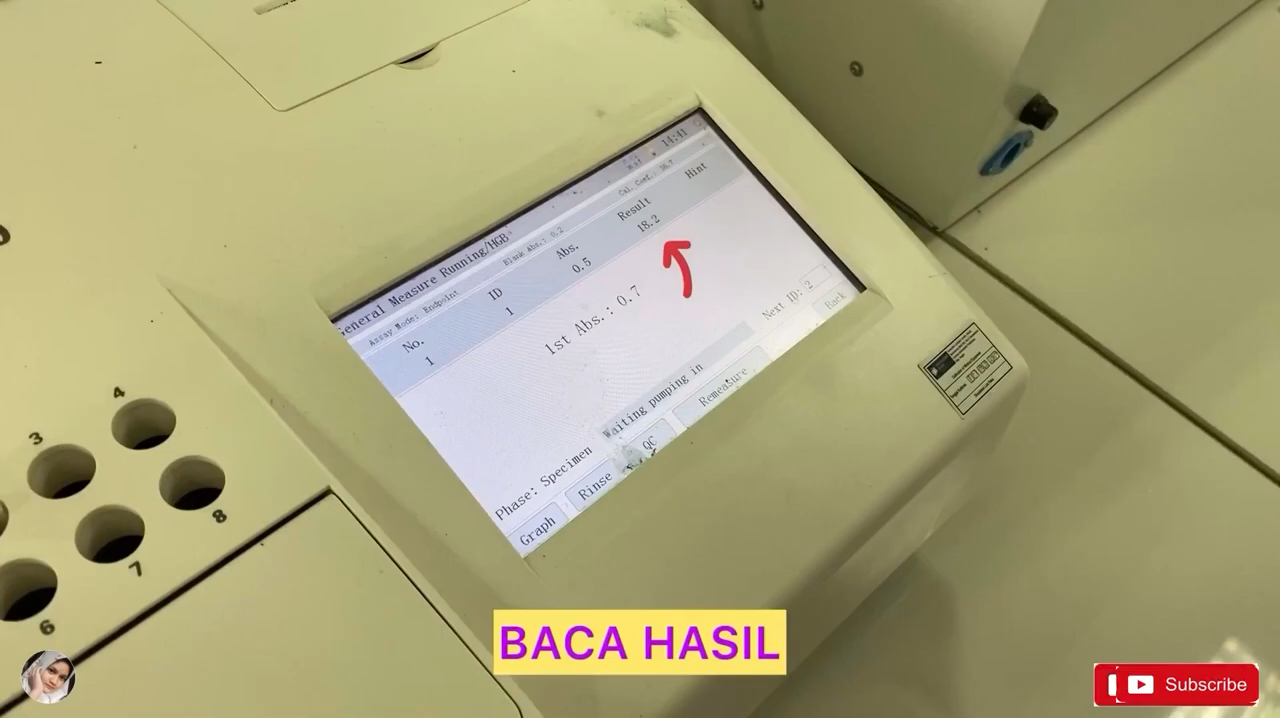 14:41
General Measure Running/HGB
Assay Mode: Endpoint Blank Abs.: 0.2 Cal. Coef.: 36.7
No. ID Abs. Result Hint
1 1 0.5 18.2
1st Abs.: 0.7
Phase: Specimen Waiting pumping in Next ID: 2
Graph Rinse QC Remeasure Back
4
3
8
7
6
BACA HASIL
Subscribe